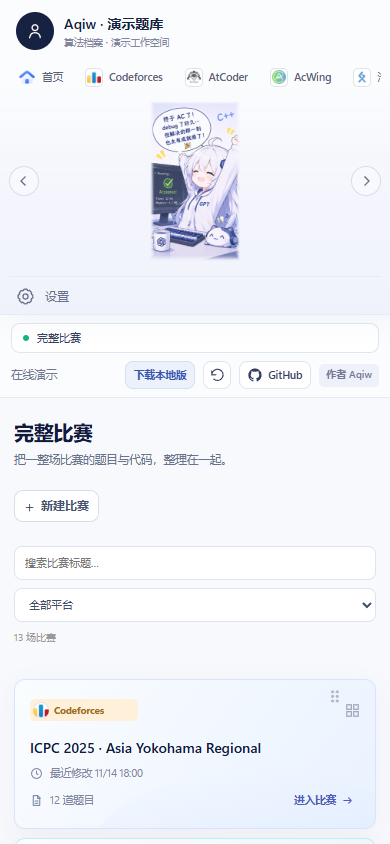 Aqiw · 演示题库
算法档案 · 演示工作空间
首页 Codeforces AtCoder AcWing
终于 AC 了!
debug 了好久…
但解决的那一刻
也太有成就感了!
C++
Accepted!
GPT
设置
完整比赛
在线演示 下载本地版 GitHub 作者 Aqiw
完整比赛
把一整场比赛的题目与代码，整理在一起。
+ 新建比赛
搜索比赛标题...
全部平台
13 场比赛
Codeforces
ICPC 2025 · Asia Yokohama Regional
最近修改 11/14 18:00
12 道题目 进入比赛 →